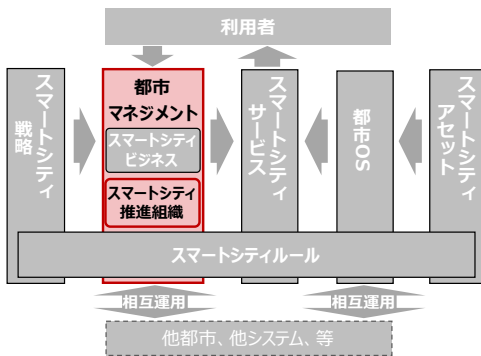 利用者
スマートシティ
戦略
都市
マネジメント
スマートシティ
ビジネス
スマートシティ
推進組織
スマートシティ
サービス
都市OS
スマートシティ
アセット
スマートシティルール
相互運用
相互運用
他都市、他システム、等